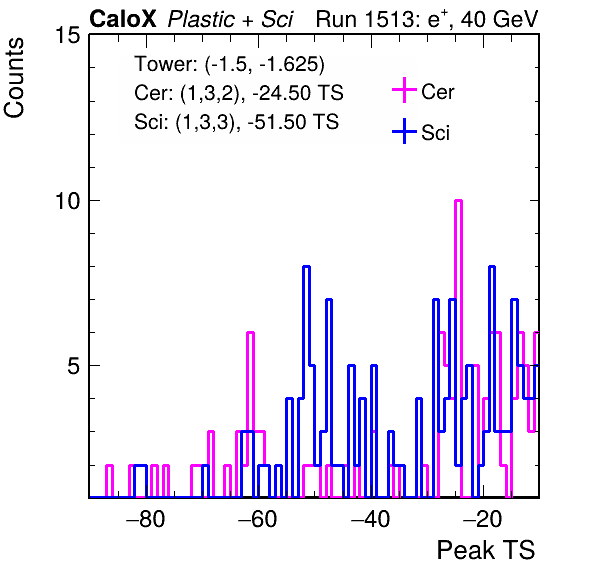 CaloX Plastic + Sci Run 1513: e⁺, 40 GeV
Counts
15
10
5
Tower: (-1.5, -1.625)
Cer: (1,3,2), -24.50 TS
Sci: (1,3,3), -51.50 TS
Cer
Sci
−80 −60 −40 −20
Peak TS